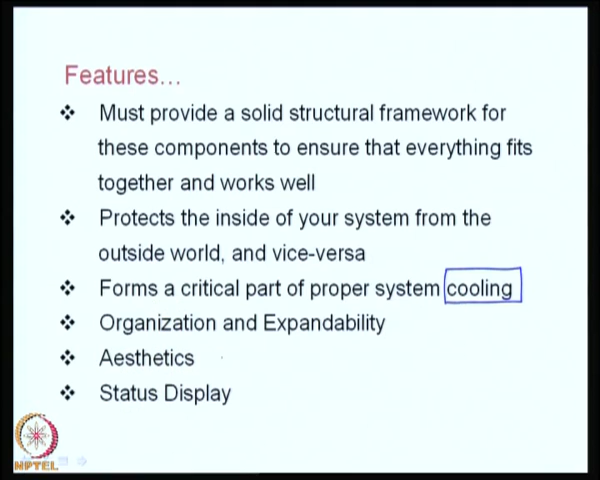 Features...
❖ Must provide a solid structural framework for
these components to ensure that everything fits
together and works well
❖ Protects the inside of your system from the
outside world, and vice-versa
❖ Forms a critical part of proper system cooling
❖ Organization and Expandability
❖ Aesthetics
❖ Status Display
NPTEL